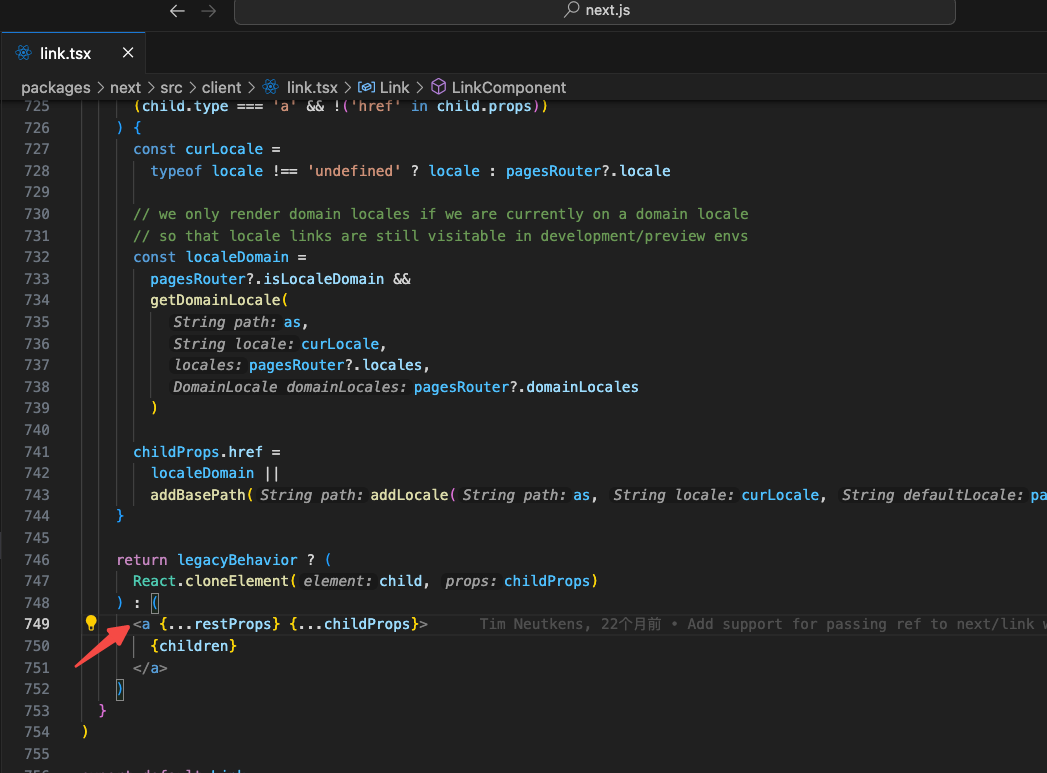 next.js
link.tsx
packages > next > src > client > link.tsx > Link > LinkComponent
725 (child.type === 'a' && !('href' in child.props))
726 ) {
727 const curLocale =
728 typeof locale !== 'undefined' ? locale : pagesRouter?.locale
729
730 // we only render domain locales if we are currently on a domain locale
731 // so that locale links are still visitable in development/preview envs
732 const localeDomain =
733 pagesRouter?.isLocaleDomain &&
734 getDomainLocale(
735 String path: as,
736 String locale: curLocale,
737 locales: pagesRouter?.locales,
738 DomainLocale domainLocales: pagesRouter?.domainLocales
739 )
740
741 childProps.href =
742 localeDomain ||
743 addBasePath( String path: addLocale( String path: as, String locale: curLocale, String defaultLocale: pa
744 }
745
746 return legacyBehavior ? (
747 React.cloneElement( element: child, props: childProps)
748 ) : (
749 <a {...restProps} {...childProps}> Tim Neutkens, 22个月前 • Add support for passing ref to next/link w
750 {children}
751 </a>
752 )
753 }
754 )
755